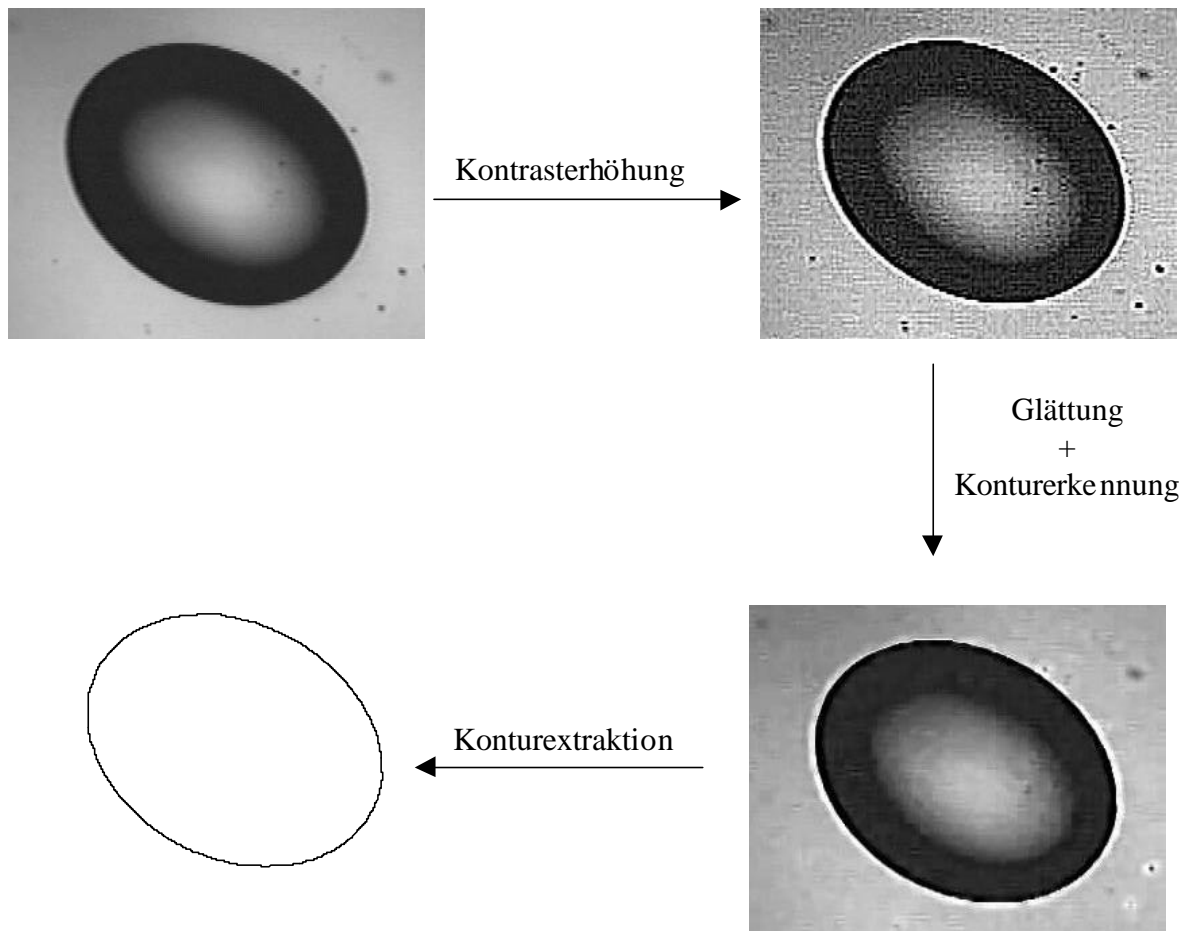 Kontrasterhöhung
Glättung
+
Konturerkennung
Konturextraktion